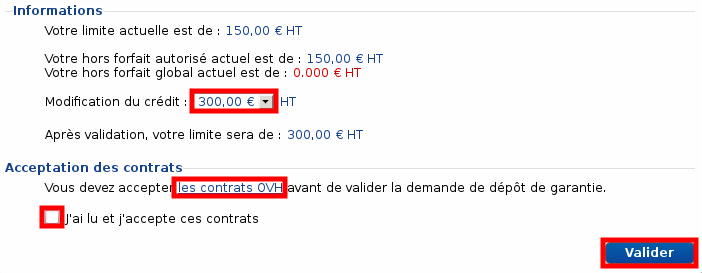 Informations
Votre limite actuelle est de : 150,00 € HT
Votre hors forfait autorisé actuel est de : 150,00 € HT
Votre hors forfait global actuel est de : 0.000 € HT
Modification du crédit : 300,00 € HT
Après validation, votre limite sera de : 300,00 € HT
Acceptation des contrats
Vous devez accepter les contrats OVH avant de valider la demande de dépôt de garantie.
J'ai lu et j'accepte ces contrats
Valider